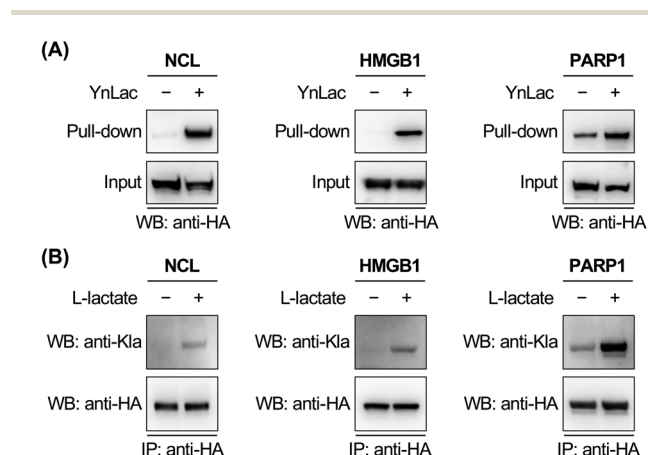 (A)
NCL HMGB1 PARP1
YnLac − + YnLac − + YnLac − +
Pull-down Pull-down Pull-down
Input Input Input
WB: anti-HA WB: anti-HA WB: anti-HA
(B)
NCL HMGB1 PARP1
L-lactate − + L-lactate − + L-lactate − +
WB: anti-Kla WB: anti-Kla WB: anti-Kla
WB: anti-HA WB: anti-HA WB: anti-HA
IP: anti-HA IP: anti-HA IP: anti-HA